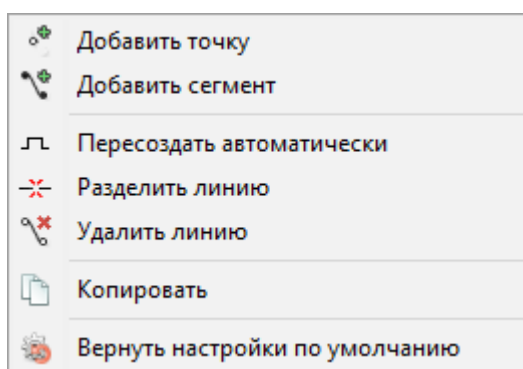 Добавить точку
Добавить сегмент
Пересоздать автоматически
Разделить линию
Удалить линию
Копировать
Вернуть настройки по умолчанию